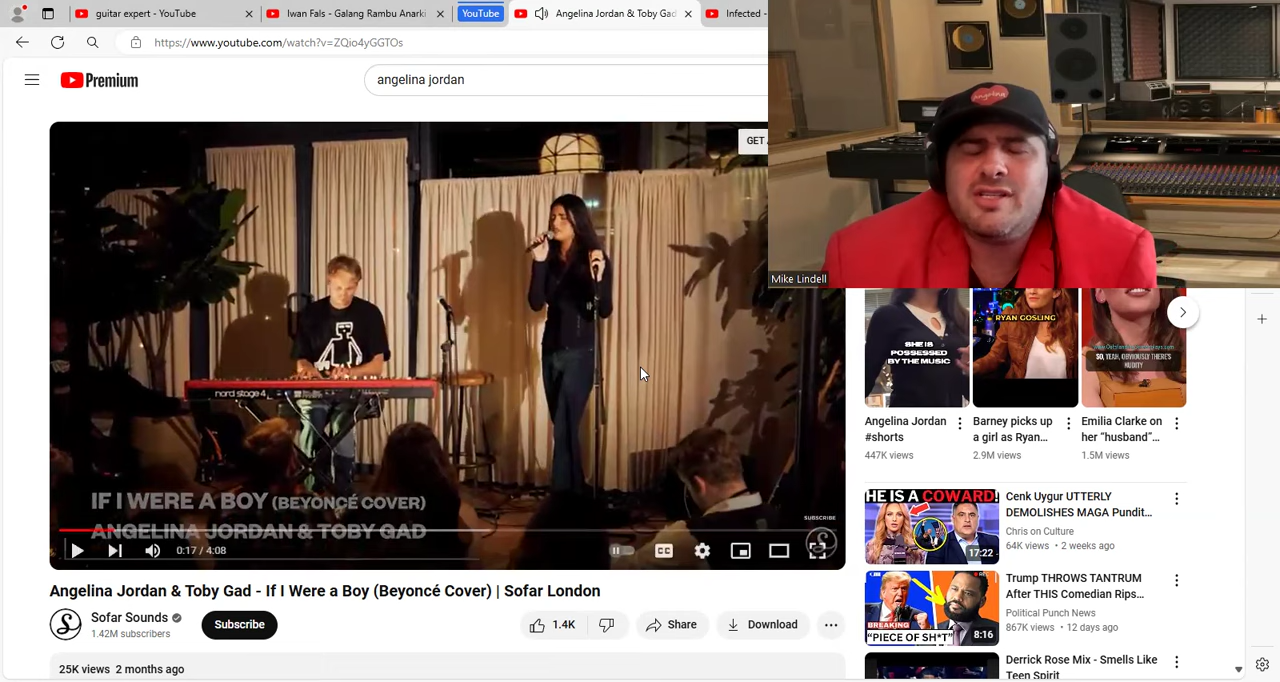 guitar expert - YouTube
Iwan Fals - Galang Rambu Anarki
YouTube
Angelina Jordan & Toby Gad
Infected -
https://www.youtube.com/watch?v=ZQio4yGGTOs
Premium
angelina jordan
GET
angelina
Mike Lindell
nord stage 4
IF I WERE A BOY (BEYONCÉ COVER)
ANGELINA JORDAN & TOBY GAD
SUBSCRIBE
0:17 / 4:08
CC
Angelina Jordan & Toby Gad - If I Were a Boy (Beyoncé Cover) | Sofar London
Sofar Sounds
1.42M subscribers
Subscribe
1.4K
Share
Download
25K views 2 months ago
SHE IS
POSSESSED
BY THE MUSIC
RYAN GOSLING
SO, YEAH, OBVIOUSLY THERE'S
NUDITY
Angelina Jordan
#shorts
447K views
Barney picks up
a girl as Ryan...
2.9M views
Emilia Clarke on
her "husband"...
1.5M views
HE IS A COWARD!
17:22
Cenk Uygur UTTERLY
DEMOLISHES MAGA Pundit...
Chris on Culture
64K views • 2 weeks ago
BREAKING
"PIECE OF SH*T"
8:16
Trump THROWS TANTRUM
After THIS Comedian Rips...
Political Punch News
867K views • 12 days ago
Derrick Rose Mix - Smells Like
Teen Spirit